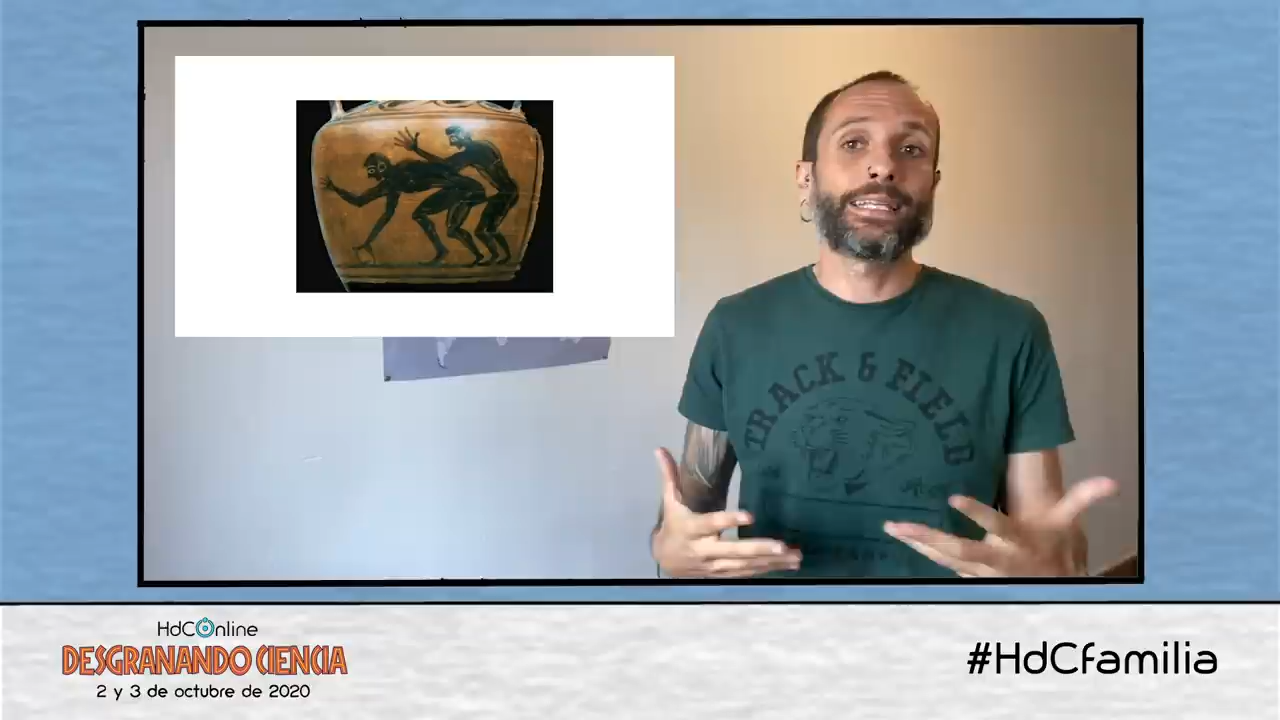 TRACK & FIELD
HdCOnline
DESGRANANDO CIENCIA
2 y 3 de octubre de 2020
#HdCfamilia